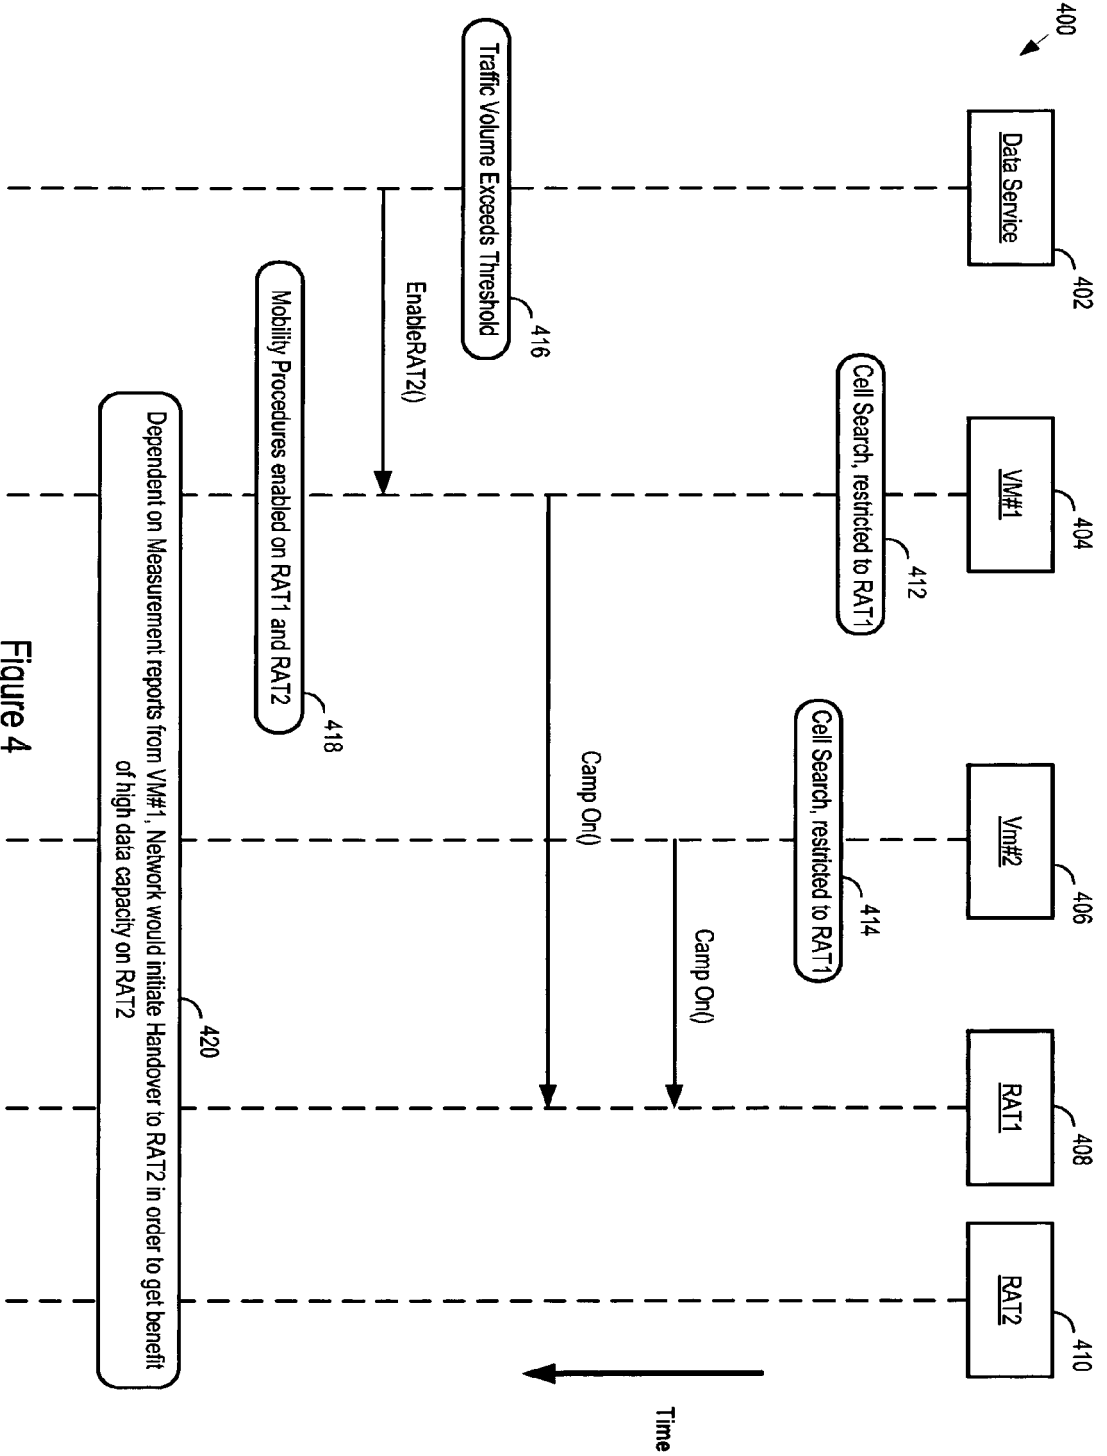 400
Data Service
402
VM#1
404
Vm#2
406
RAT1
408
RAT2
410
Cell Search, restricted to RAT1
412
Cell Search, restricted to RAT1
414
Time
Camp On()
Camp On()
Traffic Volume Exceeds Threshold
416
EnableRAT2()
Mobility Procedures enabled on RAT1 and RAT2
418
Dependent on Measurement reports from VM#1, Network would initiate Handover to RAT2 in order to get benefit
of high data capacity on RAT2
420
Figure 4